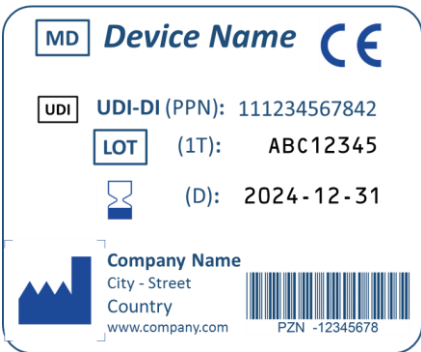 MD Device Name CE
UDI UDI-DI (PPN): 111234567842
LOT (1T): ABC12345
(D): 2024-12-31
Company Name
City - Street
Country
www.company.com
PZN -12345678